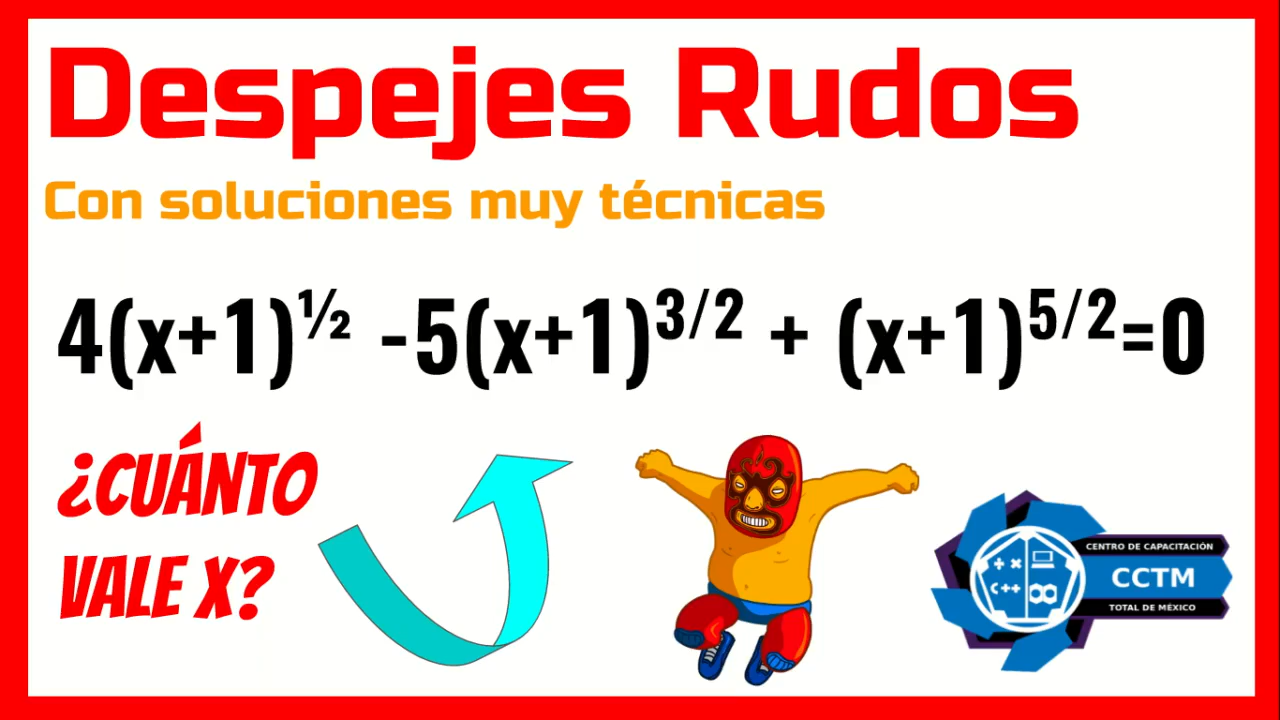 Despejes Rudos
Con soluciones muy técnicas
4(x+1)^½ -5(x+1)^3/2 + (x+1)^5/2=0
¿CUÁNTO
VALE X?
CENTRO DE CAPACITACIÓN
+ ×
C++
CCTM
TOTAL DE MÉXICO